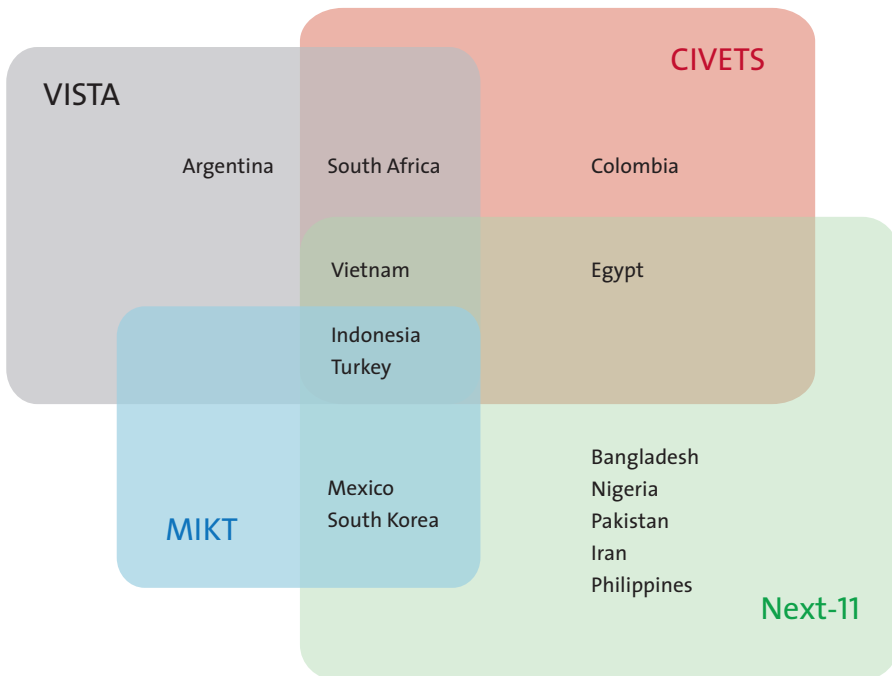 CIVETS
VISTA
Argentina
South Africa
Colombia
Vietnam
Egypt
Indonesia
Turkey
Bangladesh
Mexico
Nigeria
South Korea
Pakistan
MIKT
Iran
Philippines
Next-11